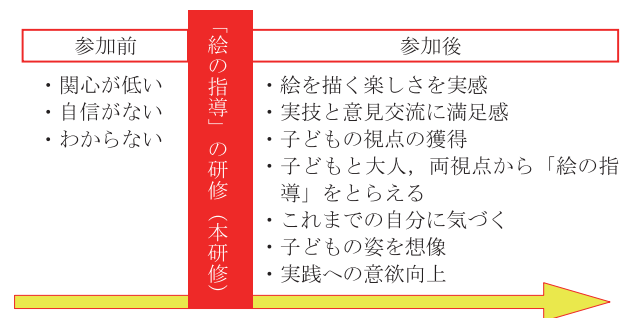 参加前
・関心が低い
・自信がない
・わからない
「絵の指導」の研修（本研修）
参加後
・絵を描く楽しさを実感
・実技と意見交流に満足感
・子どもの視点の獲得
・子どもと大人，両視点から「絵の指
導」をとらえる
・これまでの自分に気づく
・子どもの姿を想像
・実践への意欲向上